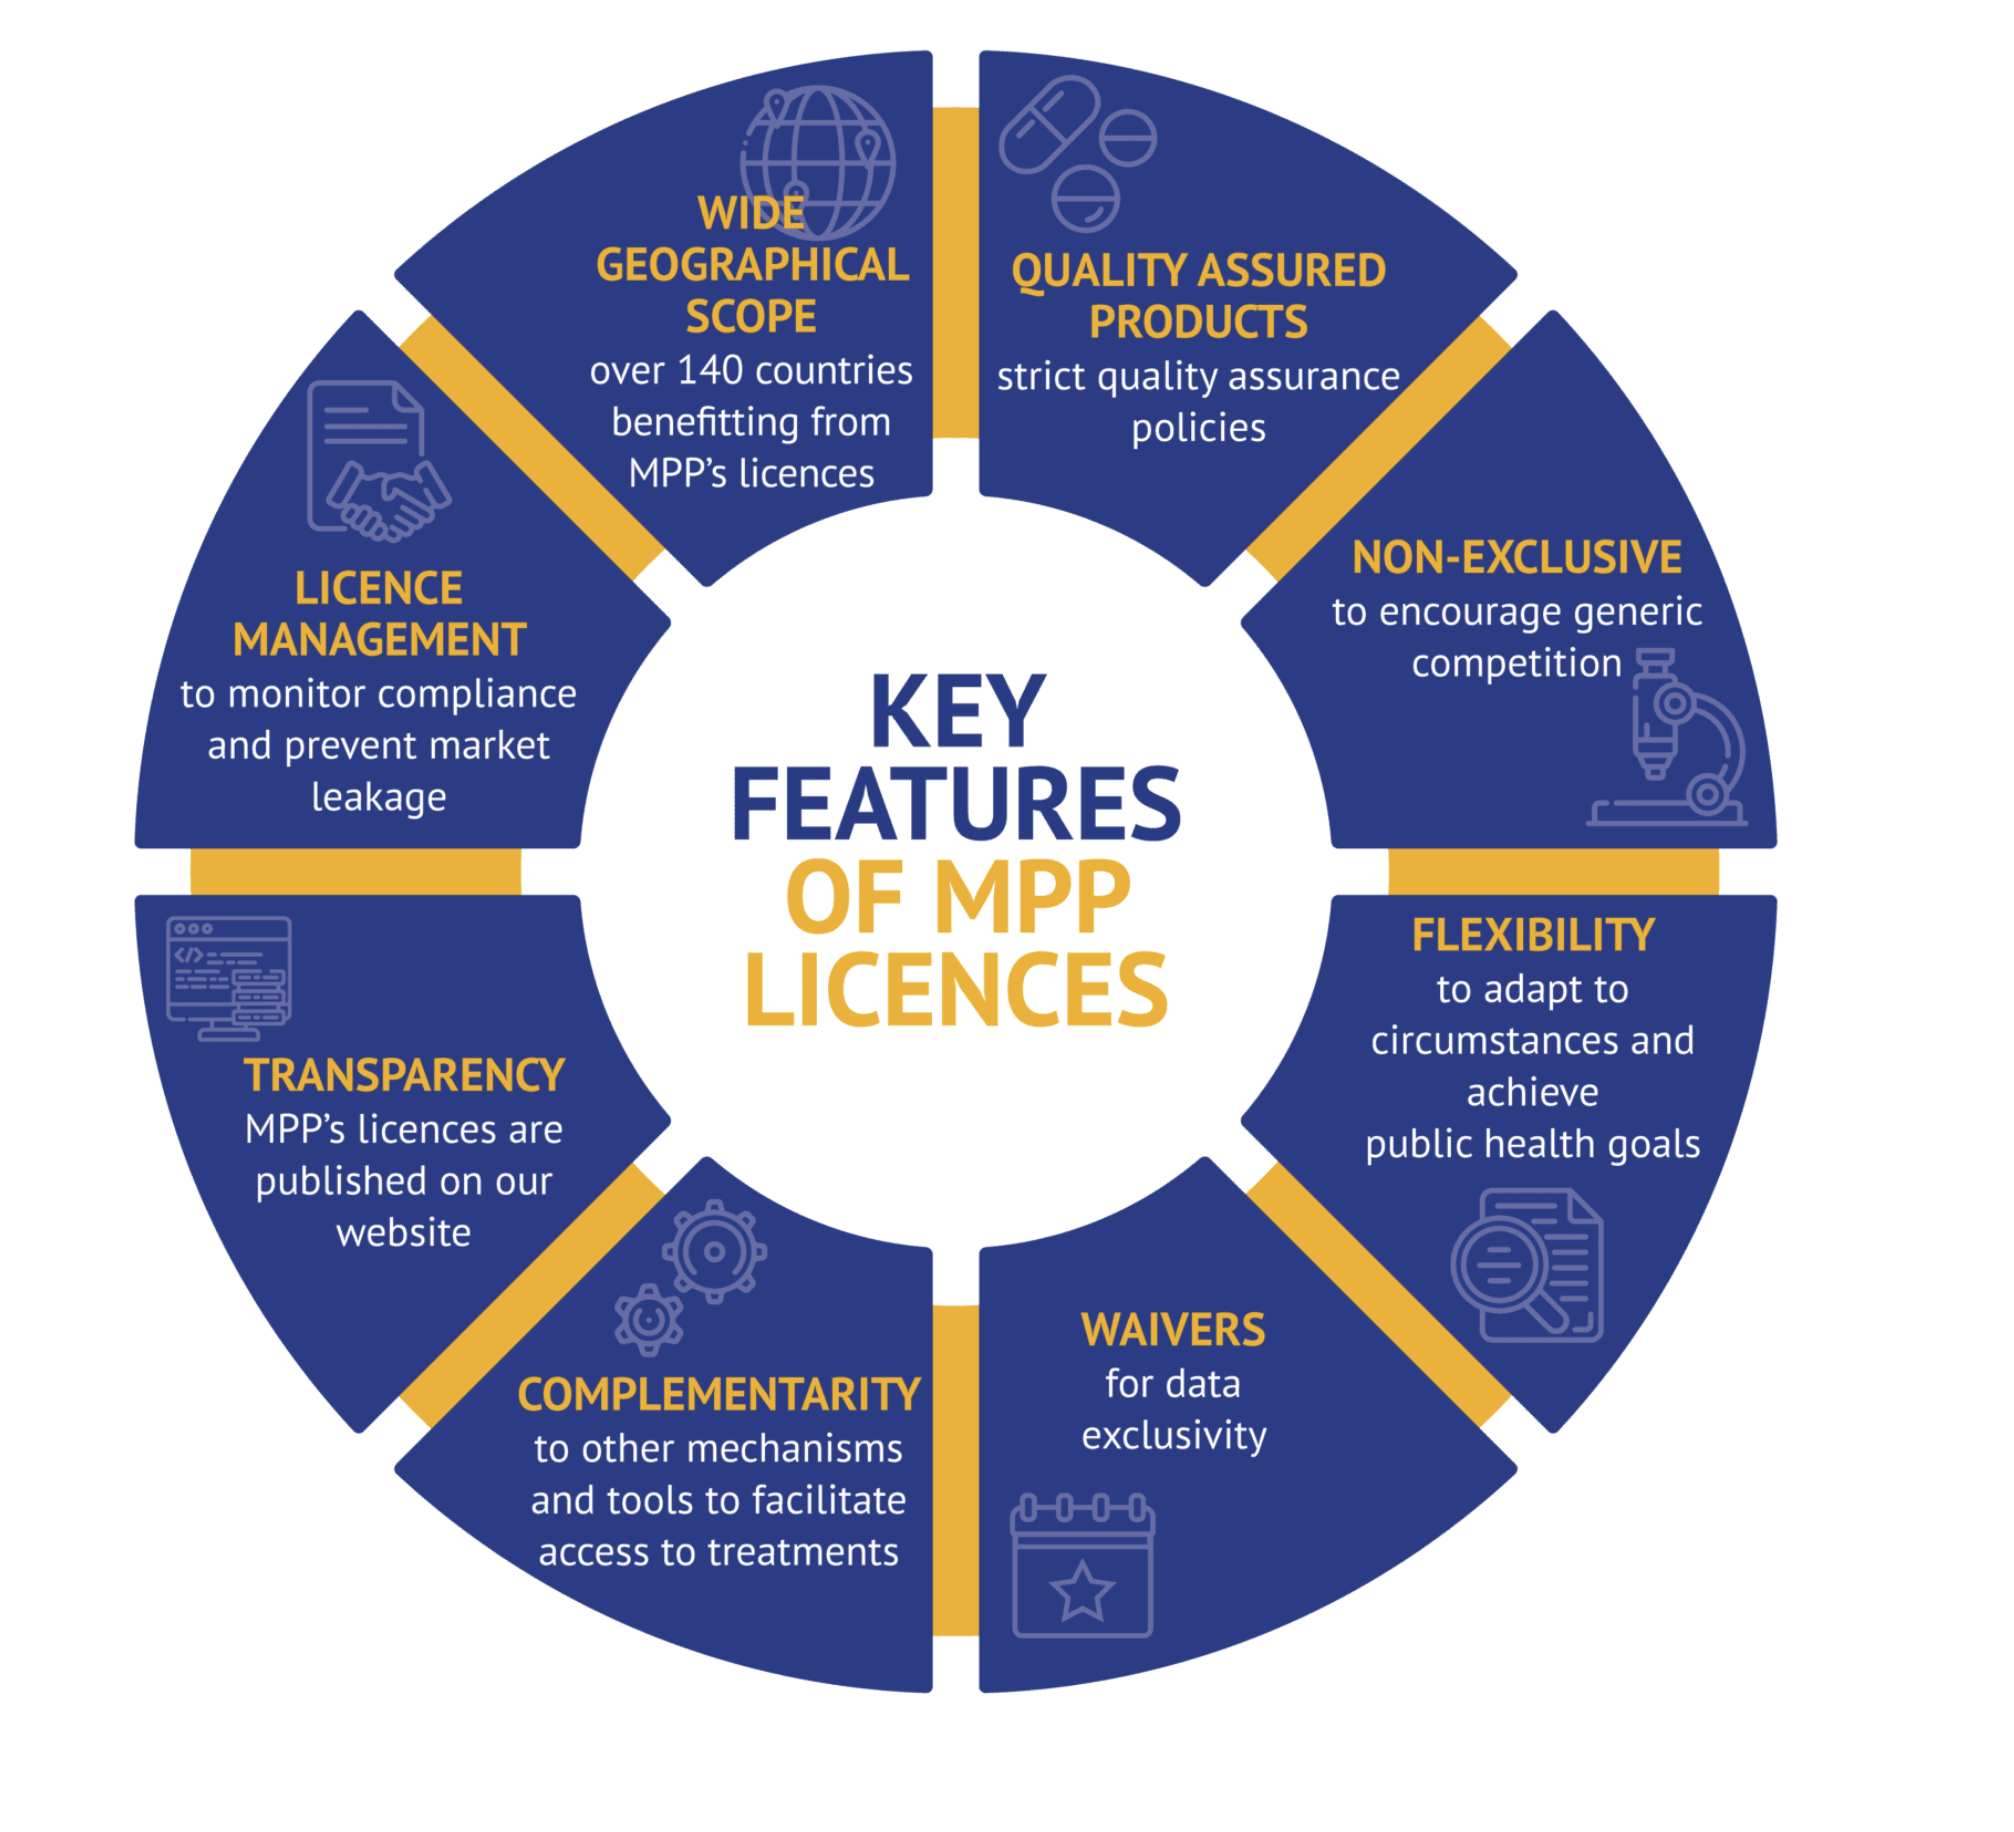 KEY
FEATURES
OF MPP
LICENCES
WIDE
GEOGRAPHICAL
SCOPE
over 140 countries
benefitting from
MPP’s licences
QUALITY ASSURED
PRODUCTS
strict quality assurance
policies
NON-EXCLUSIVE
to encourage generic
competition
FLEXIBILITY
to adapt to
circumstances and
achieve
public health goals
WAIVERS
for data
exclusivity
COMPLEMENTARITY
to other mechanisms
and tools to facilitate
access to treatments
TRANSPARENCY
MPP’s licences are
published on our
website
LICENCE
MANAGEMENT
to monitor compliance
and prevent market
leakage